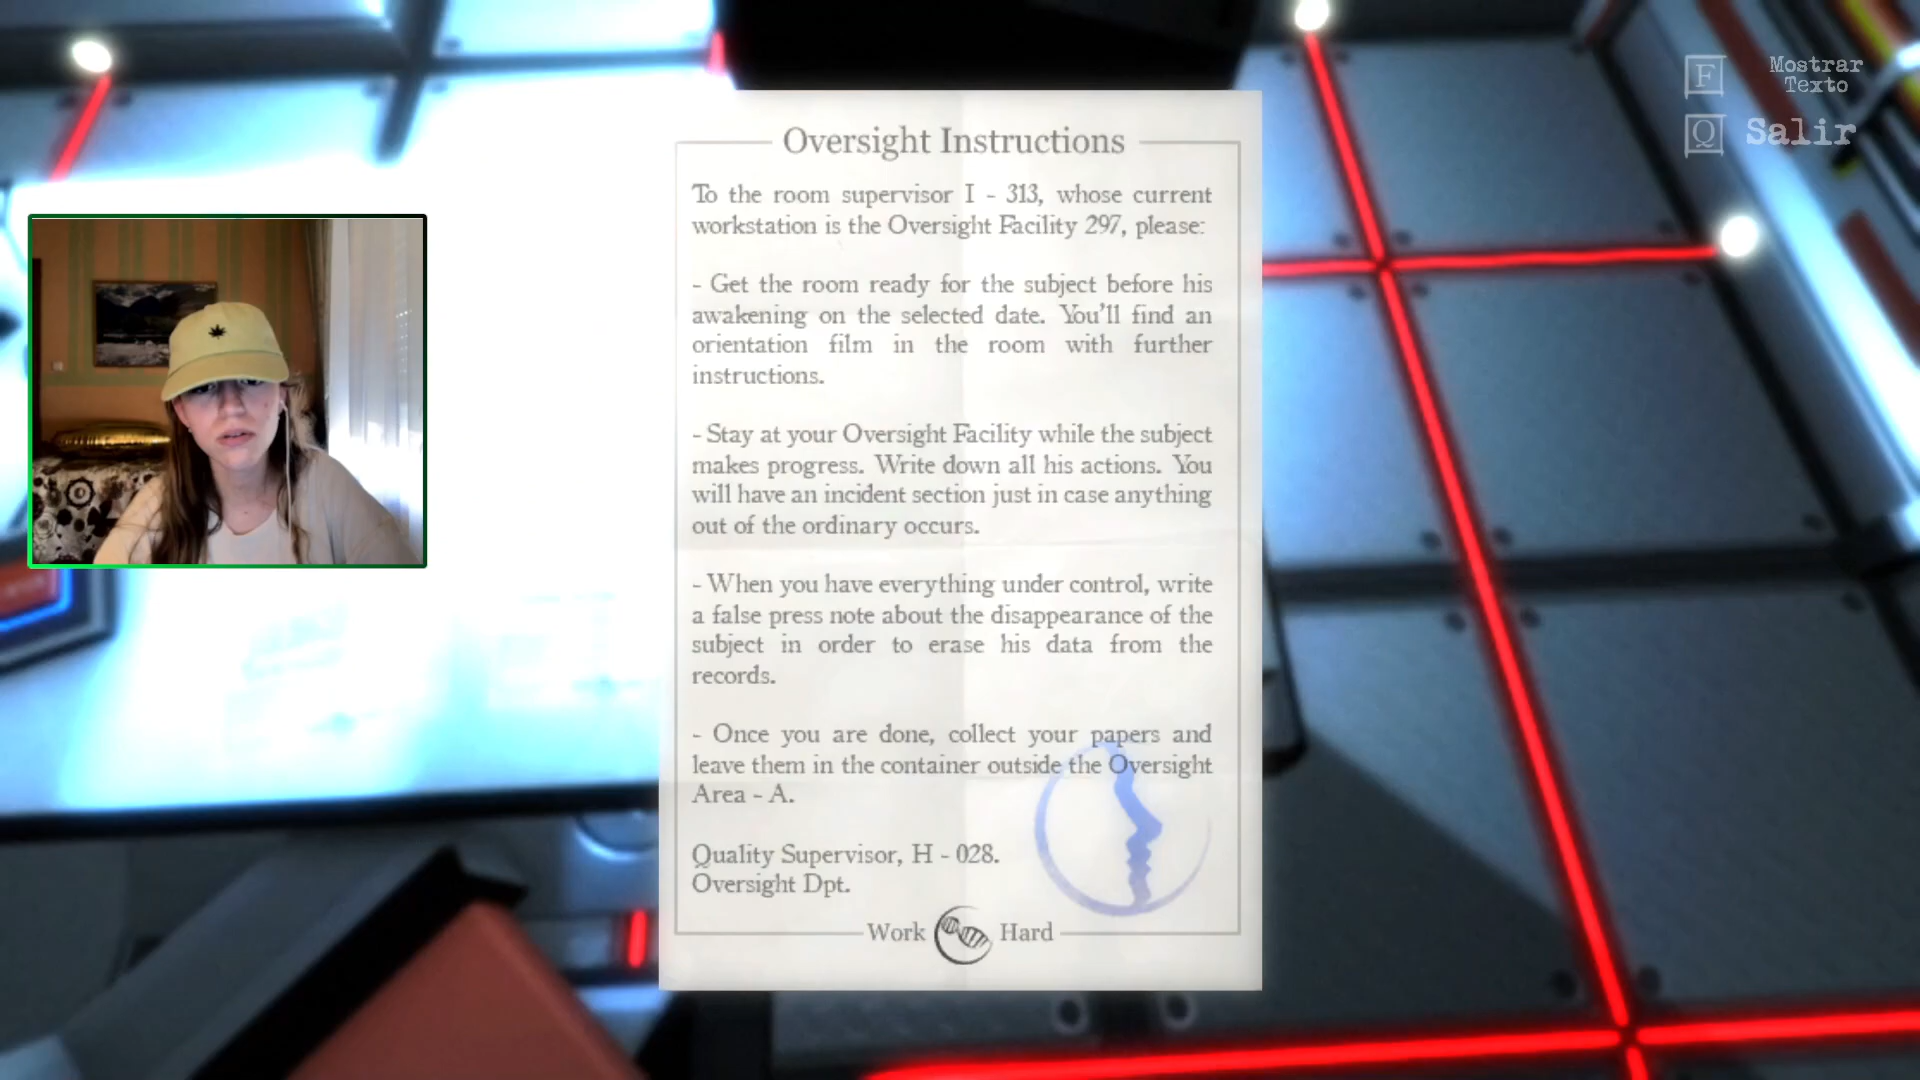 Mostrar
Texto
F
Q
Salir
Oversight Instructions
To the room supervisor I - 313, whose current
workstation is the Oversight Facility 297, please:
- Get the room ready for the subject before his
awakening on the selected date. You'll find an
orientation film in the room with further
instructions.
- Stay at your Oversight Facility while the subject
makes progress. Write down all his actions. You
will have an incident section just in case anything
out of the ordinary occurs.
- When you have everything under control, write
a false press note about the disappearance of the
subject in order to erase his data from the
records.
- Once you are done, collect your papers and
leave them in the container outside the Oversight
Area - A.
Quality Supervisor, H - 028.
Oversight Dpt.
Work Hard